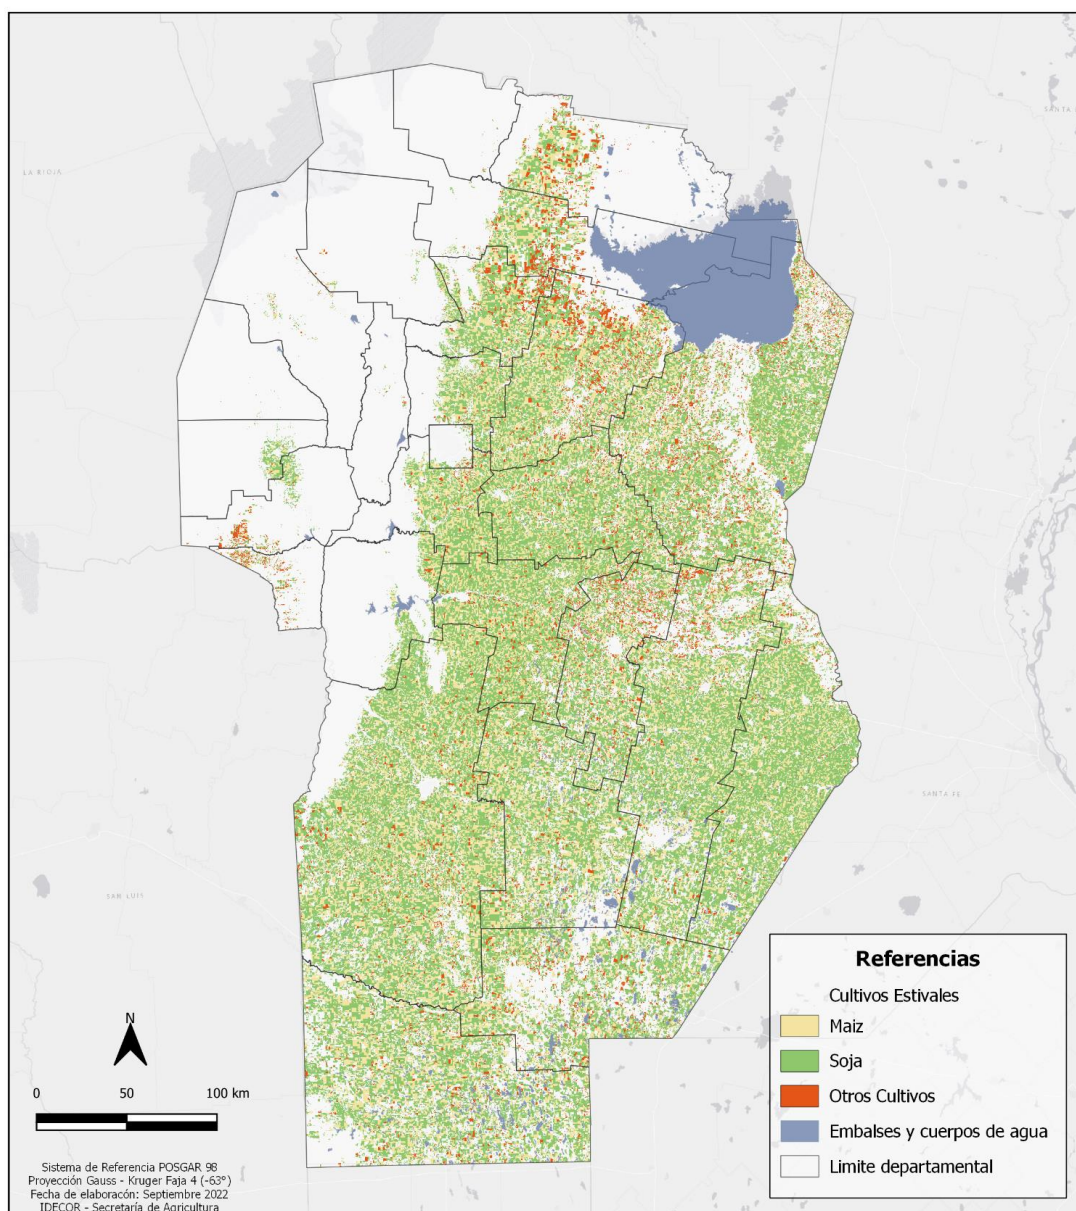 SANTA
LA RIOJA
SANTA FE
SAN LUIS
N
0 50 100 km
Sistema de Referencia POSGAR 98
Proyección Gauss - Kruger Faja 4 (-63°)
Fecha de elaboracón: Septiembre 2022
IDECOR - Secretaría de Agricultura
Referencias
Cultivos Estivales
Maiz
Soja
Otros Cultivos
Embalses y cuerpos de agua
Limite departamental